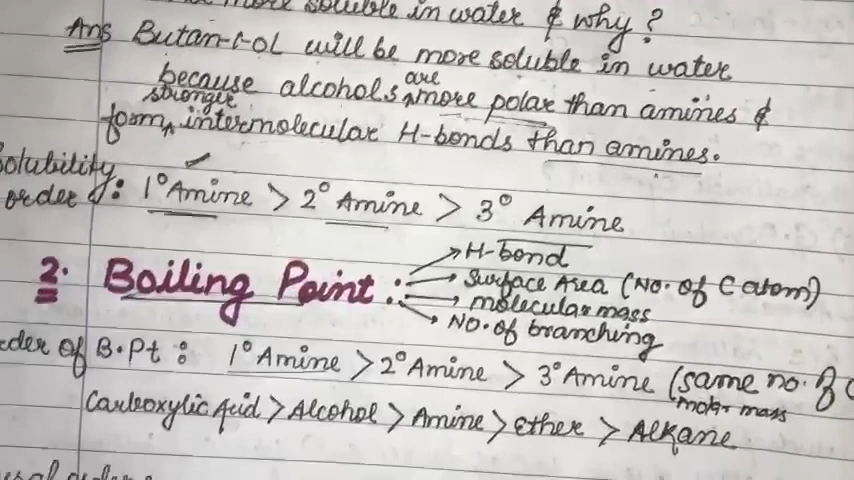 more soluble in water & why?
Ans Butan-1-OL will be more soluble in water
because alcohols are more polar than amines &
form stronger intermolecular H-bonds than amines.
Solubility
order : 1° Amine > 2° Amine > 3° Amine
2. Boiling Point :
→ H-bond
→ Surface Area (No. of C atom)
→ molecular mass
→ No. of branching
order of B.Pt : 1° Amine > 2° Amine > 3° Amine (same no. of C
molar mass
Carboxylic Acid > Alcohol > Amine > Ether > Alkane